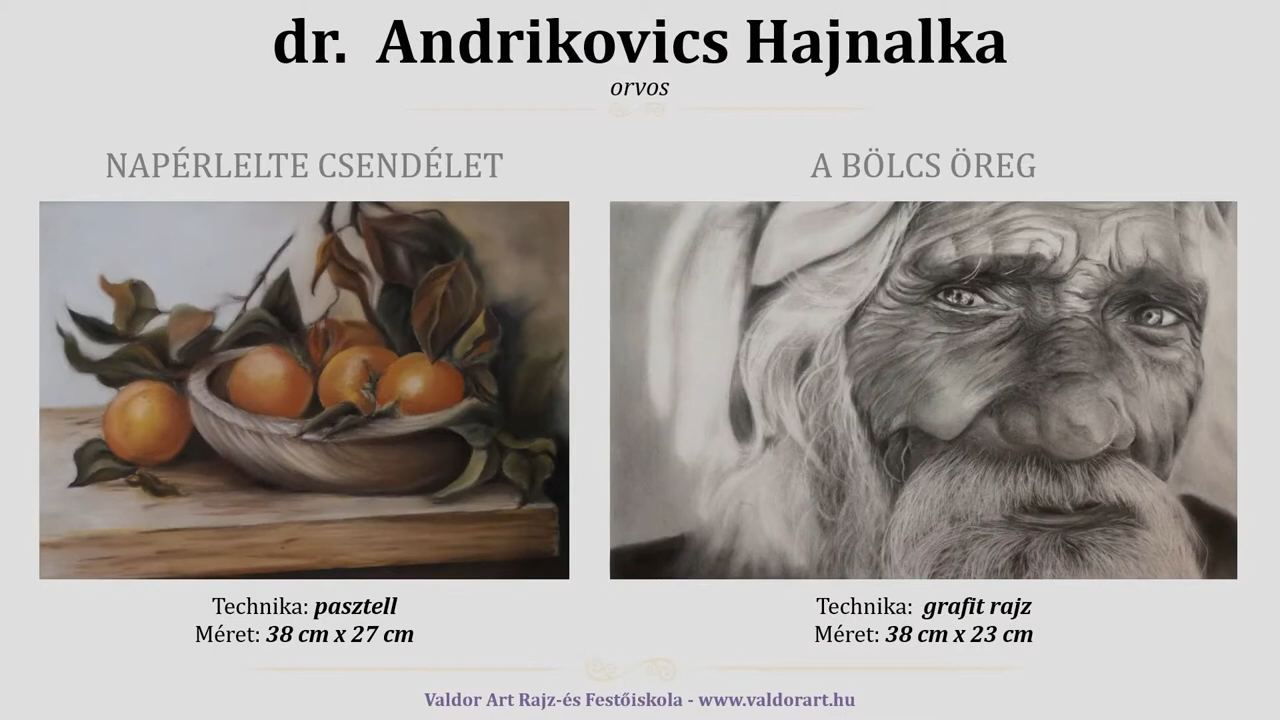 dr. Andrikovics Hajnalka
orvos
NAPÉRLELTE CSENDÉLET
A BÖLCS ÖREG
Technika: pasztell
Méret: 38 cm x 27 cm
Technika: grafit rajz
Méret: 38 cm x 23 cm
Valdor Art Rajz-és Festőiskola - www.valdorart.hu